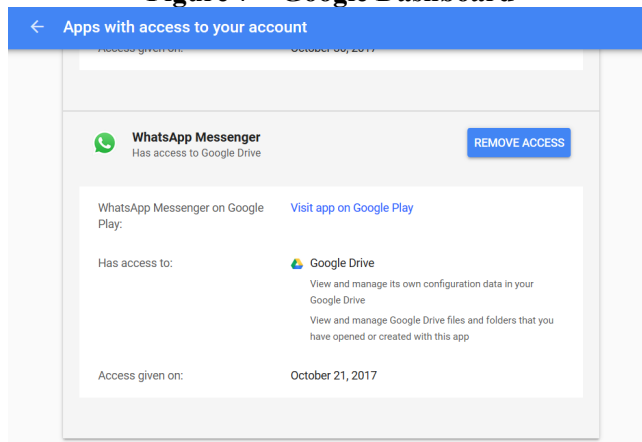 Apps with access to your account
WhatsApp Messenger
Has access to Google Drive
REMOVE ACCESS
WhatsApp Messenger on Google
Play:
Visit app on Google Play
Has access to:
Google Drive
View and manage its own configuration data in your
Google Drive
View and manage Google Drive files and folders that you
have opened or created with this app
Access given on:
October 21, 2017